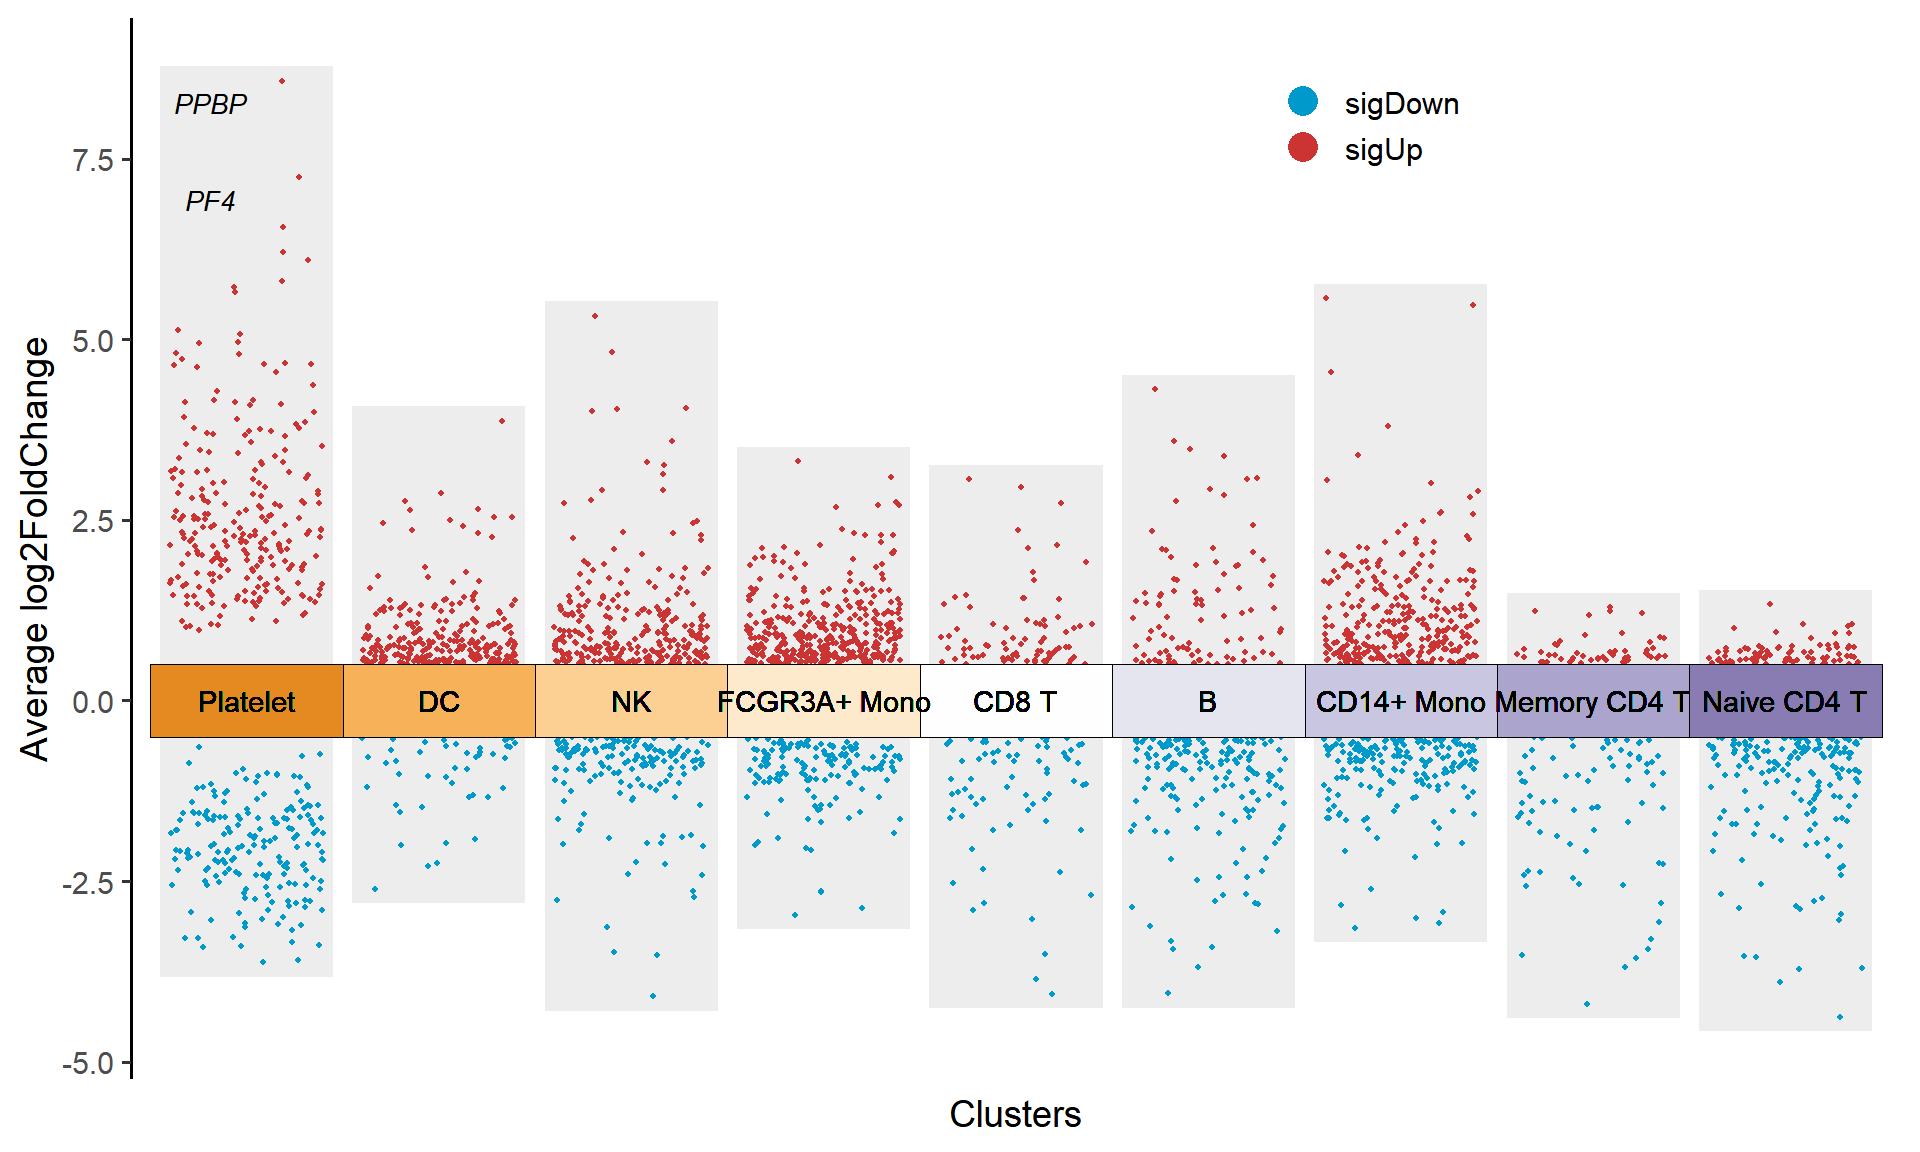 PPBP
PF4
sigDown
sigUp
7.5
5.0
2.5
0.0
-2.5
-5.0
Average log2FoldChange
Platelet
DC
NK
FCGR3A+ Mono
CD8 T
B
CD14+ Mono
Memory CD4 T
Naive CD4 T
Clusters